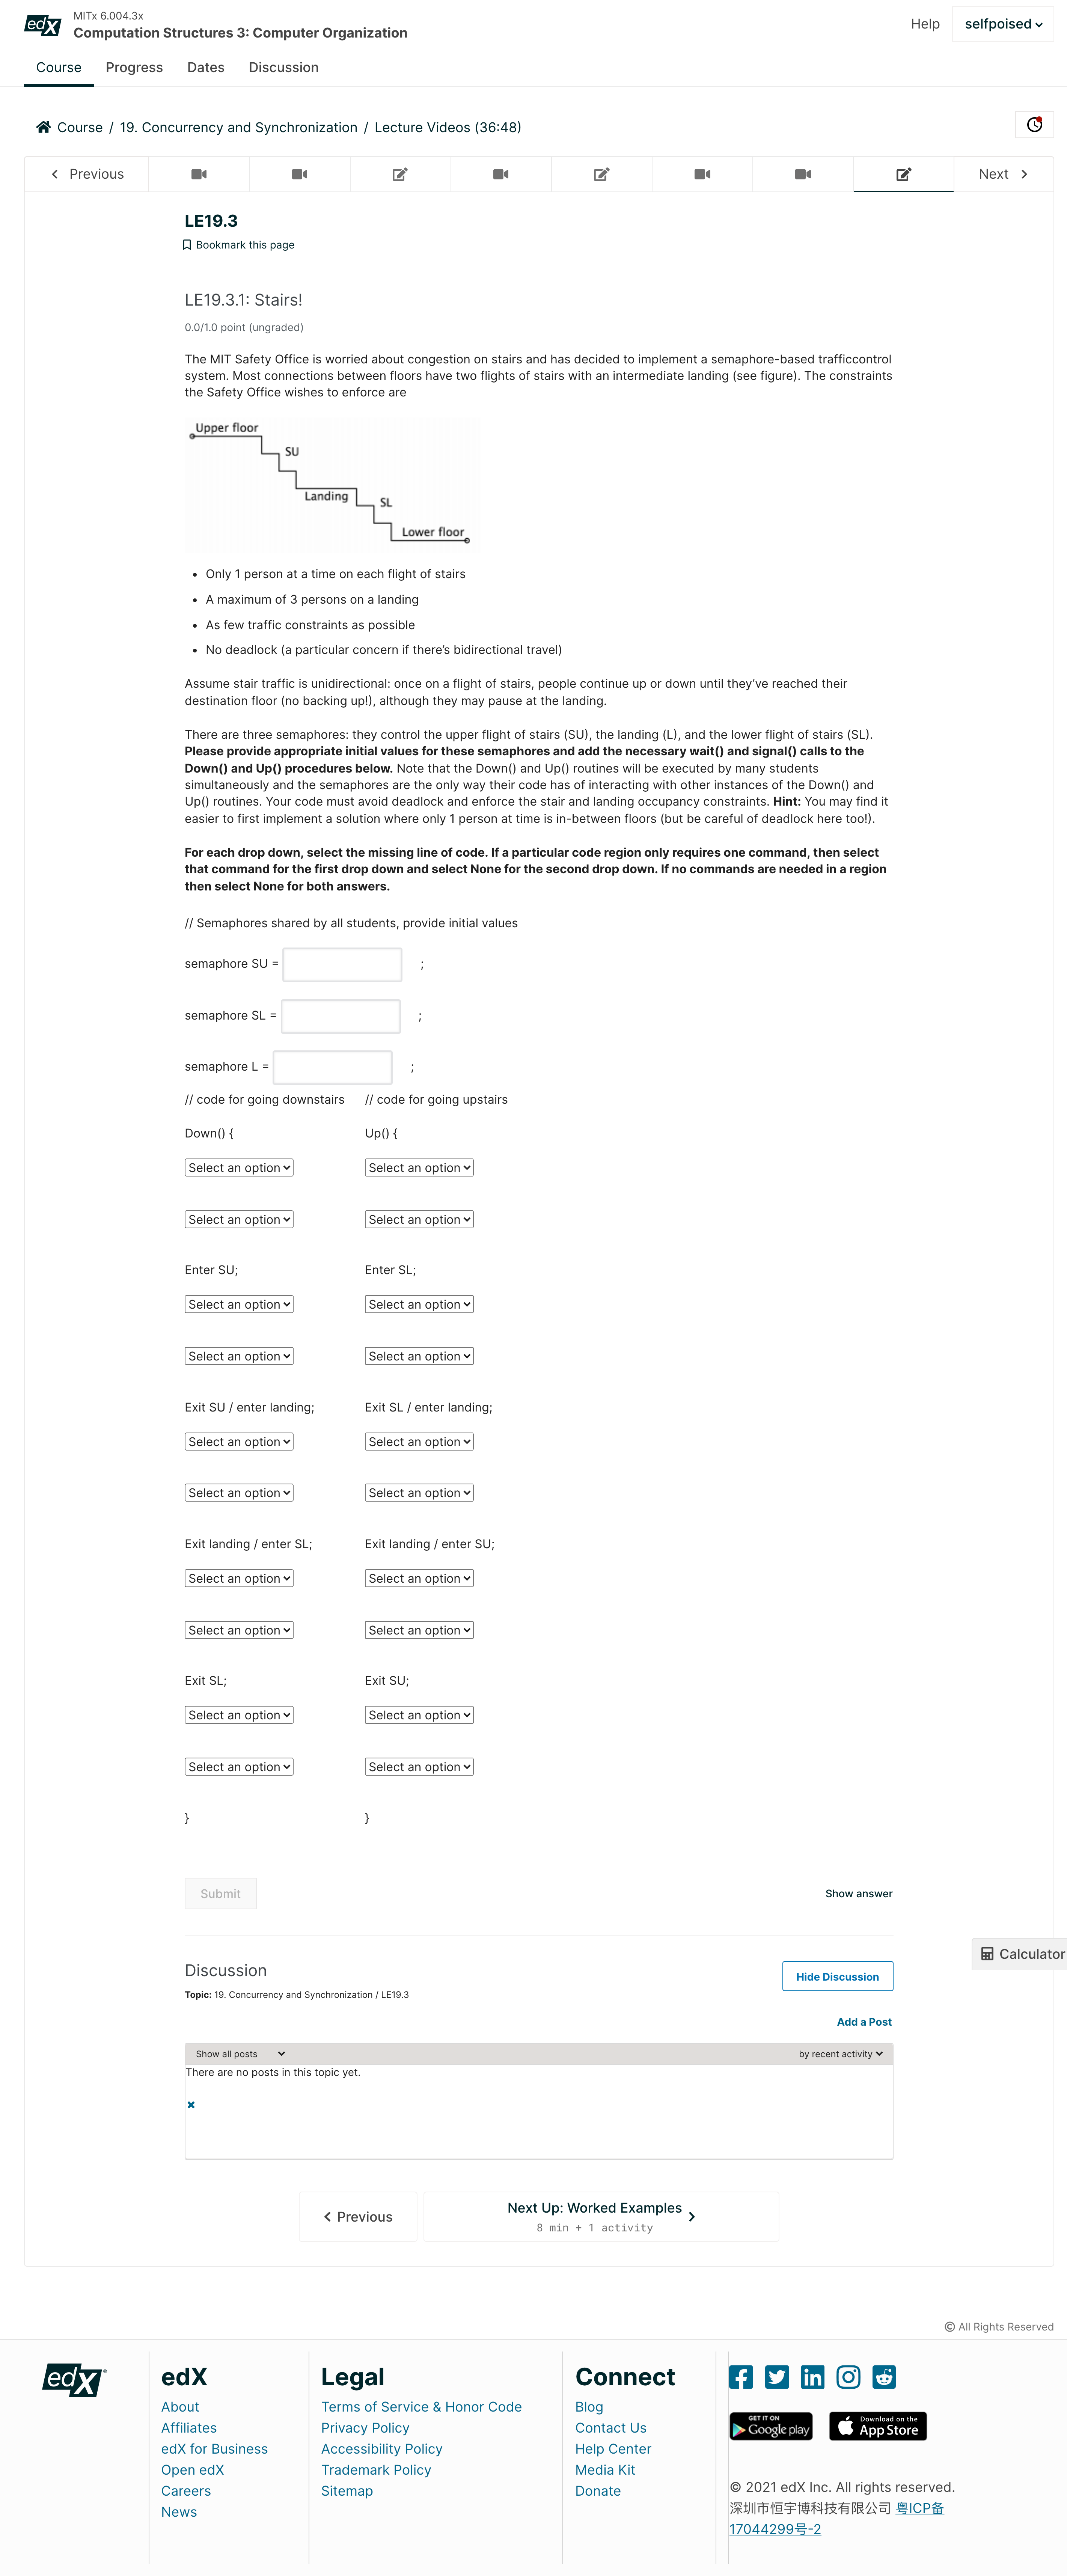 edX
MITx 6.004.3x
Computation Structures 3: Computer Organization
Help
selfpoised
Course
Progress
Dates
Discussion
Course / 19. Concurrency and Synchronization / Lecture Videos (36:48)
Previous
Next
LE19.3
Bookmark this page
LE19.3.1: Stairs!
0.0/1.0 point (ungraded)
The MIT Safety Office is worried about congestion on stairs and has decided to implement a semaphore-based trafficcontrol
system. Most connections between floors have two flights of stairs with an intermediate landing (see figure). The constraints
the Safety Office wishes to enforce are
Upper floor
SU
Landing
SL
Lower floor
• Only 1 person at a time on each flight of stairs
• A maximum of 3 persons on a landing
• As few traffic constraints as possible
• No deadlock (a particular concern if there's bidirectional travel)
Assume stair traffic is unidirectional: once on a flight of stairs, people continue up or down until they've reached their
destination floor (no backing up!), although they may pause at the landing.
There are three semaphores: they control the upper flight of stairs (SU), the landing (L), and the lower flight of stairs (SL).
Please provide appropriate initial values for these semaphores and add the necessary wait() and signal() calls to the
Down() and Up() procedures below. Note that the Down() and Up() routines will be executed by many students
simultaneously and the semaphores are the only way their code has of interacting with other instances of the Down() and
Up() routines. Your code must avoid deadlock and enforce the stair and landing occupancy constraints. Hint: You may find it
easier to first implement a solution where only 1 person at time is in-between floors (but be careful of deadlock here too!).
For each drop down, select the missing line of code. If a particular code region only requires one command, then select
that command for the first drop down and select None for the second drop down. If no commands are needed in a region
then select None for both answers.
// Semaphores shared by all students, provide initial values
semaphore SU = ;
semaphore SL = ;
semaphore L = ;
// code for going downstairs // code for going upstairs
Down() { Up() {
Select an option Select an option
Select an option Select an option
Enter SU; Enter SL;
Select an option Select an option
Select an option Select an option
Exit SU / enter landing; Exit SL / enter landing;
Select an option Select an option
Select an option Select an option
Exit landing / enter SL; Exit landing / enter SU;
Select an option Select an option
Select an option Select an option
Exit SL; Exit SU;
Select an option Select an option
Select an option Select an option
} }
Submit
Show answer
Calculator
Discussion
Hide Discussion
Topic: 19. Concurrency and Synchronization / LE19.3
Add a Post
Show all posts
by recent activity
There are no posts in this topic yet.
Previous
Next Up: Worked Examples
8 min + 1 activity
© All Rights Reserved
edX
edX
About
Affiliates
edX for Business
Open edX
Careers
News
Legal
Terms of Service & Honor Code
Privacy Policy
Accessibility Policy
Trademark Policy
Sitemap
Connect
Blog
Contact Us
Help Center
Media Kit
Donate
GET IT ON
Google play
Download on the
App Store
© 2021 edX Inc. All rights reserved.
深圳市恒宇博科技有限公司 粤ICP备
17044299号-2